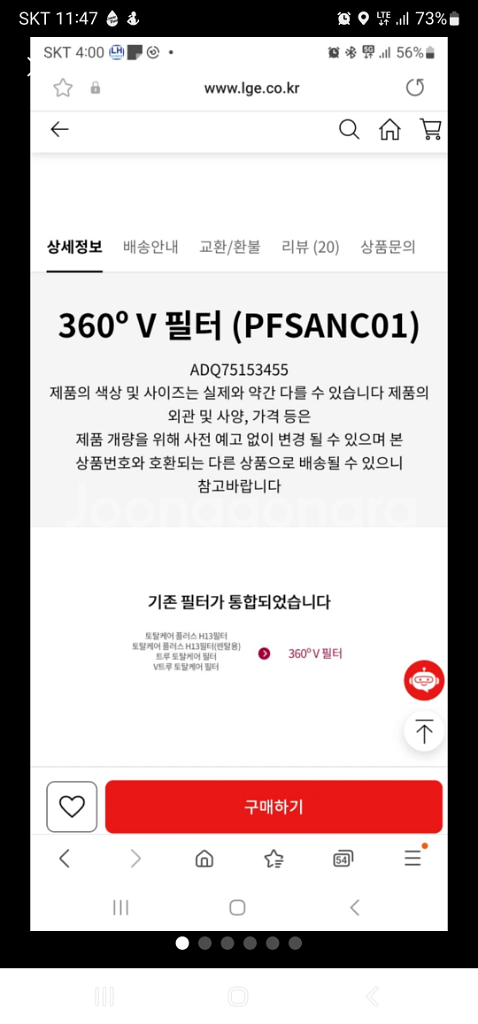 SKT 11:47
LTE
73%
SKT 4:00 LH
5G
56%
www.lge.co.kr
상세정보 배송안내 교환/환불 리뷰 (20) 상품문의
360º V 필터 (PFSANC01)
ADQ75153455
제품의 색상 및 사이즈는 실제와 약간 다를 수 있습니다 제품의
외관 및 사양, 가격 등은
제품 개량을 위해 사전 예고 없이 변경 될 수 있으며 본
상품번호와 호환되는 다른 상품으로 배송될 수 있으니
참고바랍니다
Joonggonara
기존 필터가 통합되었습니다
토탈케어 플러스 H13필터
토탈케어 플러스 H13필터(렌탈용)
트루 토탈케어 필터
V트루 토탈케어 필터
360º V 필터
구매하기
54